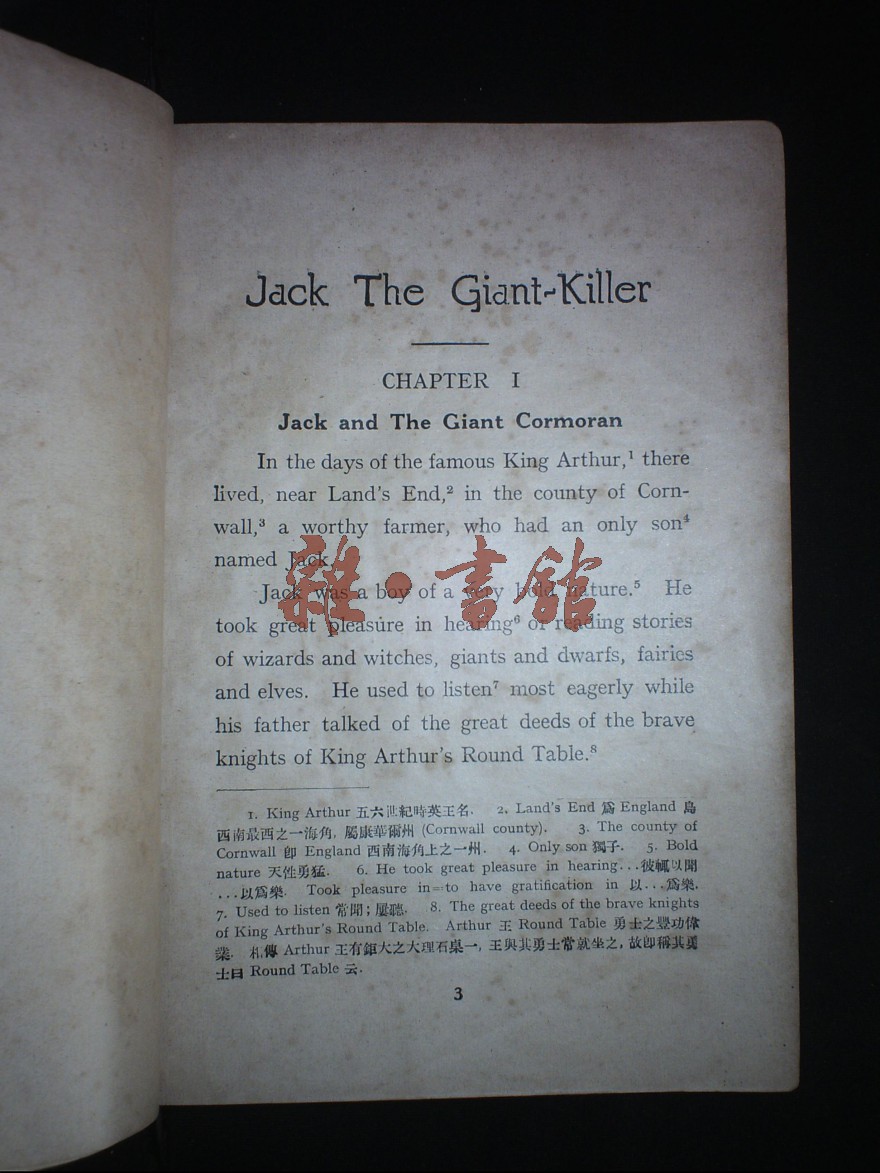 Jack The Giant-Killer
CHAPTER I
Jack and The Giant Cormoran
In the days of the famous King Arthur,¹ there
lived, near Land's End,² in the county of Corn-
wall,³ a worthy farmer, who had an only son⁴
named Jack.
Jack was a boy of a very bold nature.⁵ He
took great pleasure in hearing⁶ or reading stories
of wizards and witches, giants and dwarfs, fairies
and elves. He used to listen⁷ most eagerly while
his father talked of the great deeds of the brave
knights of King Arthur's Round Table.⁸
雜·書館
1. King Arthur 五六世紀時英王名. 2. Land's End 爲 England 島
西南最西之一海角, 屬康華爾州 (Cornwall county). 3. The county of
Cornwall 卽 England 西南海角上之一州. 4. Only son 獨子. 5. Bold
nature 天性勇猛. 6. He took great pleasure in hearing...彼輒以聞
...以爲樂. Took pleasure in=to have gratification in 以...爲樂.
7. Used to listen 常聞; 屢聽. 8. The great deeds of the brave knights
of King Arthur's Round Table. Arthur 王 Round Table 勇士之豐功偉
業. 相傳 Arthur 王有鉅大之大理石桌一, 王與其勇士常就坐之, 故卽稱其勇
士曰 Round Table 云.
3